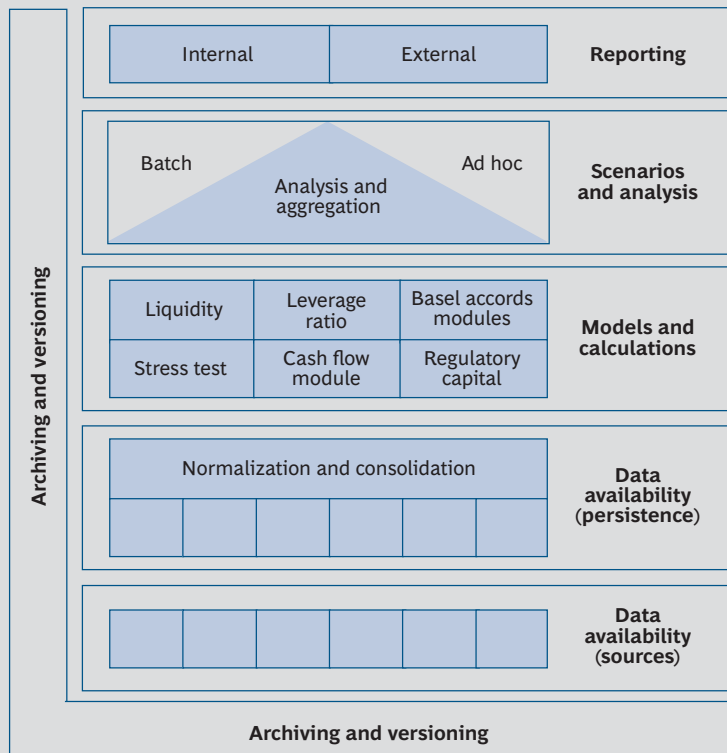 Internal
External
Reporting
Batch
Ad hoc
Analysis and
aggregation
Scenarios
and analysis
Liquidity
Leverage
ratio
Basel accords
modules
Stress test
Cash flow
module
Regulatory
capital
Models and
calculations
Normalization and consolidation
Data
availability
(persistence)
Data
availability
(sources)
Archiving and versioning
Archiving and versioning